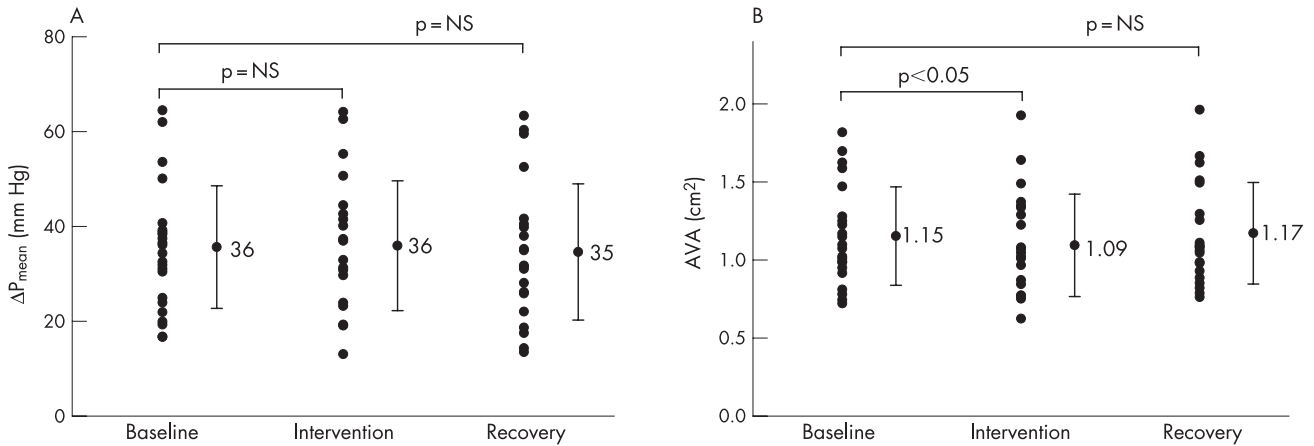 A
p = NS
p = NS
80
60
40
20
0
ΔPmean (mm Hg)
36
36
35
Baseline Intervention Recovery
B
p = NS
p<0.05
2.0
1.5
1.0
0.5
0.0
AVA (cm²)
1.15
1.09
1.17
Baseline Intervention Recovery